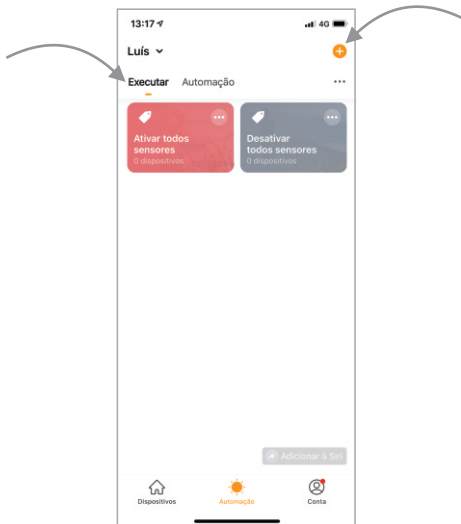 13:17
4G
Luís
Executar Automação
Ativar todos
sensores
0 dispositivos
Desativar
todos sensores
0 dispositivos
Adicionar à Siri
Dispositivos
Automação
Conta